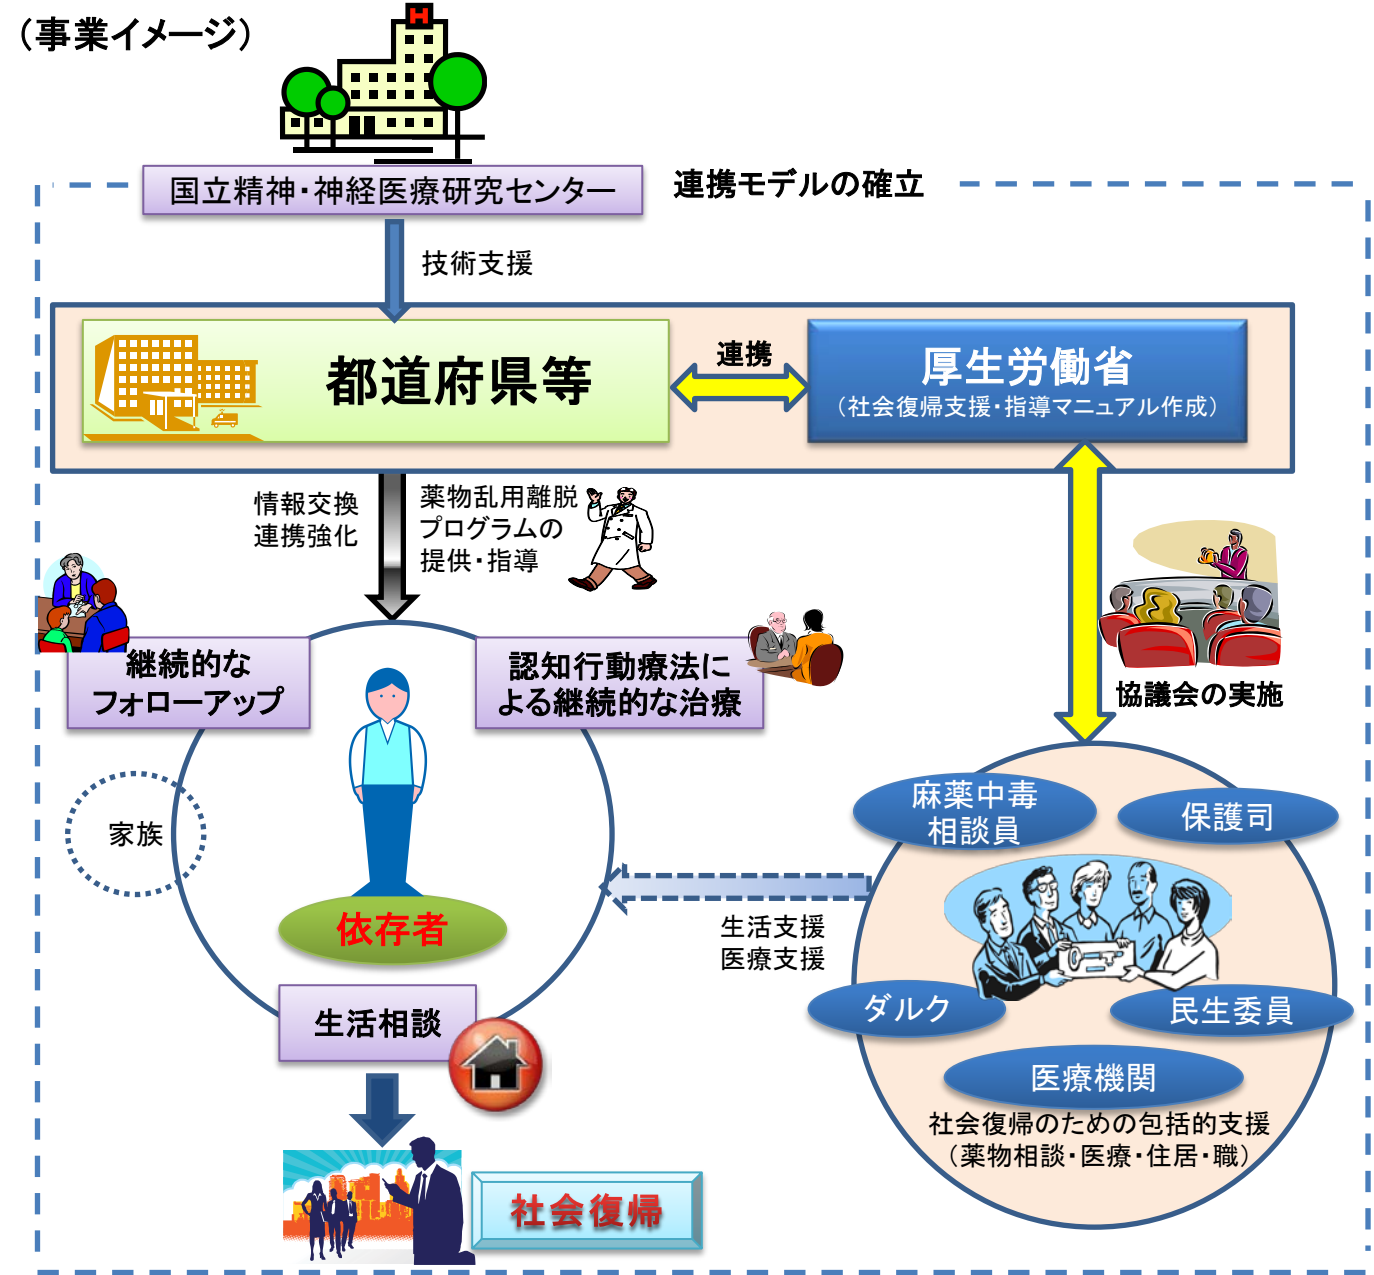 （事業イメージ）
H
国立精神・神経医療研究センター
連携モデルの確立
技術支援
都道府県等
連携
厚生労働省
（社会復帰支援・指導マニュアル作成）
情報交換
連携強化
薬物乱用離脱
プログラムの
提供・指導
継続的な
フォローアップ
認知行動療法に
よる継続的な治療
協議会の実施
家族
依存者
生活相談
社会復帰
生活支援
医療支援
麻薬中毒
相談員
保護司
ダルク
民生委員
医療機関
社会復帰のための包括的支援
（薬物相談・医療・住居・職）